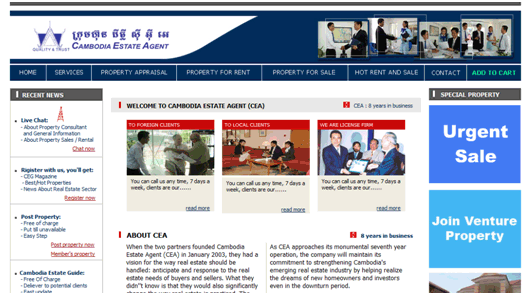 ក្រុមហ៊ុន ប៊ីធ្វី ស៊ី អ៊ី អេ
QUALITY & TRUST
CAMBODIA ESTATE AGENT
HOME SERVICES PROPERTY APPRAISAL PROPERTY FOR RENT PROPERTY FOR SALE HOT RENT AND SALE CONTACT ADD TO CART
RECENT NEWS
Live Chat:
- About Property Consultant
and General Information
- About Property Sales / Rental
Chat now
Rigister with us, you'll get:
- CEG Magazine
- Best/Hot Properties
- News About Real Estate Sector
Register now
Post Property:
- Free of charge
- Put till unavailable
- Easy Step
Post property now
Member's property
Cambodia Estate Guide:
- Free Of Charge
- Deliver to potential clients
- Fast update
WELCOME TO CAMBODIA ESTATE AGENT (CEA)
CEA : 8 years in business
TO FOREIGN CLIENTS
You can call us any time, 7 days a
week, clients are our......
read more
TO LOCAL CLIENTS
You can call us any time, 7 days a
week, clients are our......
read more
WE ARE LICENSE FIRM
You can call us any time, 7 days a
week, clients are our......
read more
ABOUT CEA
8 years in business
When the two partners founded Cambodia
Estate Agent (CEA) in January 2003, they had a
vision for the way real estate should be
handled: anticipate and response to the real
estate needs of buyers and sellers. What they
didn"t know is that they would also significantly
As CEA approaches its monumental seventh year
operation, the company will maintain its
commitment to strengthening Cambodia's
emerging real estate industry by helping realize
the dreams of new homeowners and investors
even in the downturn period.
SPECIAL PROPERTY
Urgent
Sale
Join Venture
Property